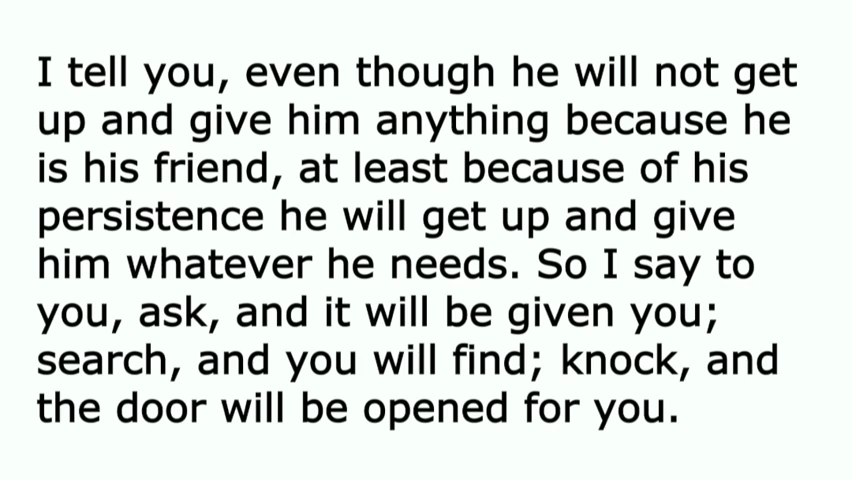 I tell you, even though he will not get
up and give him anything because he
is his friend, at least because of his
persistence he will get up and give
him whatever he needs. So I say to
you, ask, and it will be given you;
search, and you will find; knock, and
the door will be opened for you.